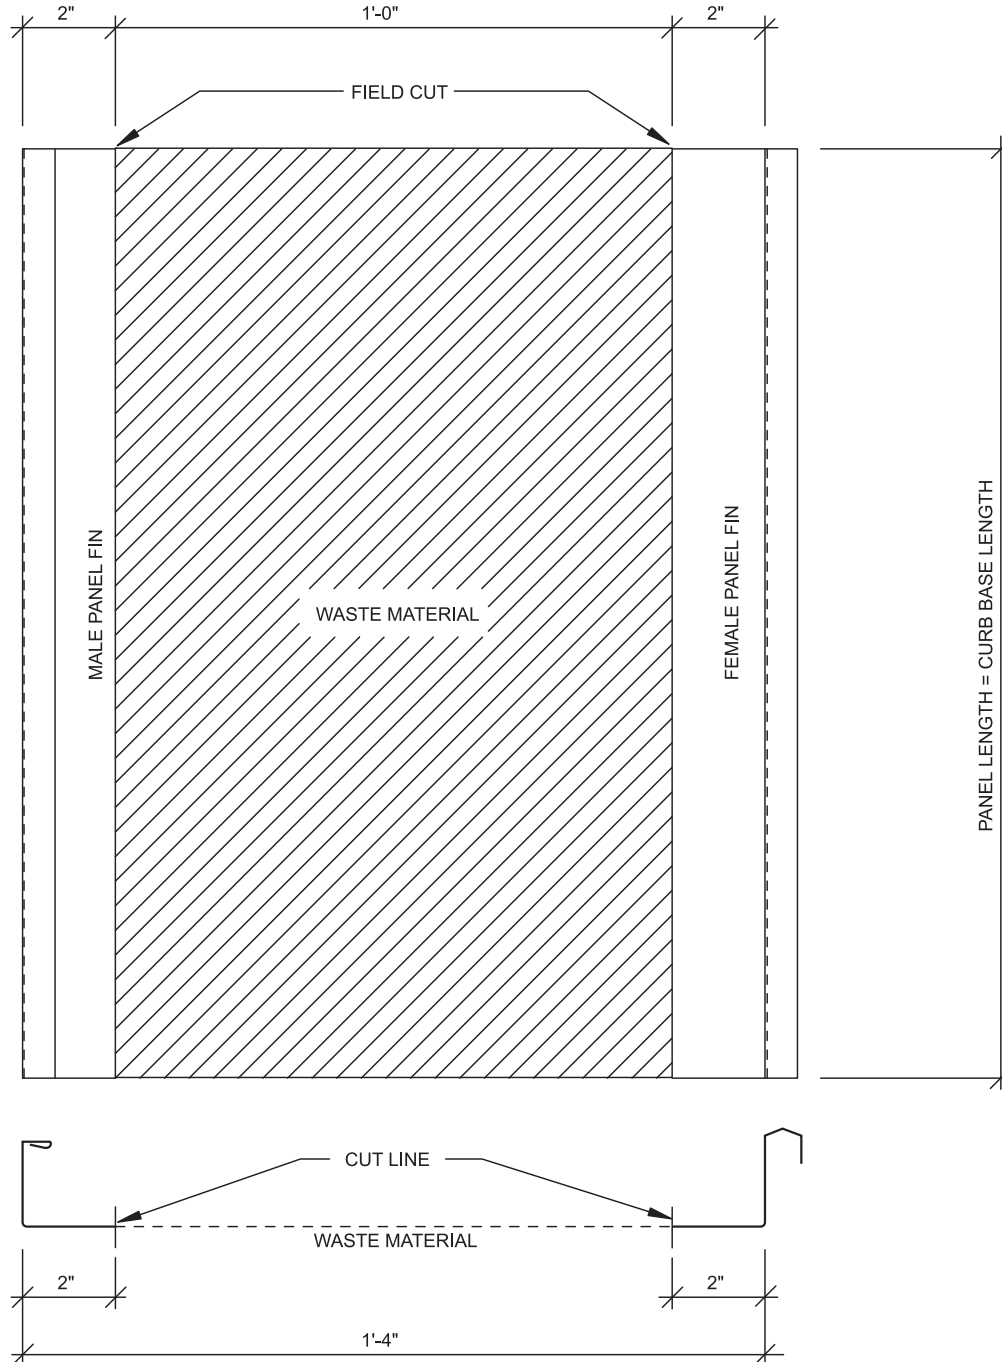 2"
1'-0"
2"
FIELD CUT
MALE PANEL FIN
WASTE MATERIAL
FEMALE PANEL FIN
PANEL LENGTH = CURB BASE LENGTH
CUT LINE
WASTE MATERIAL
2"
2"
1'-4"